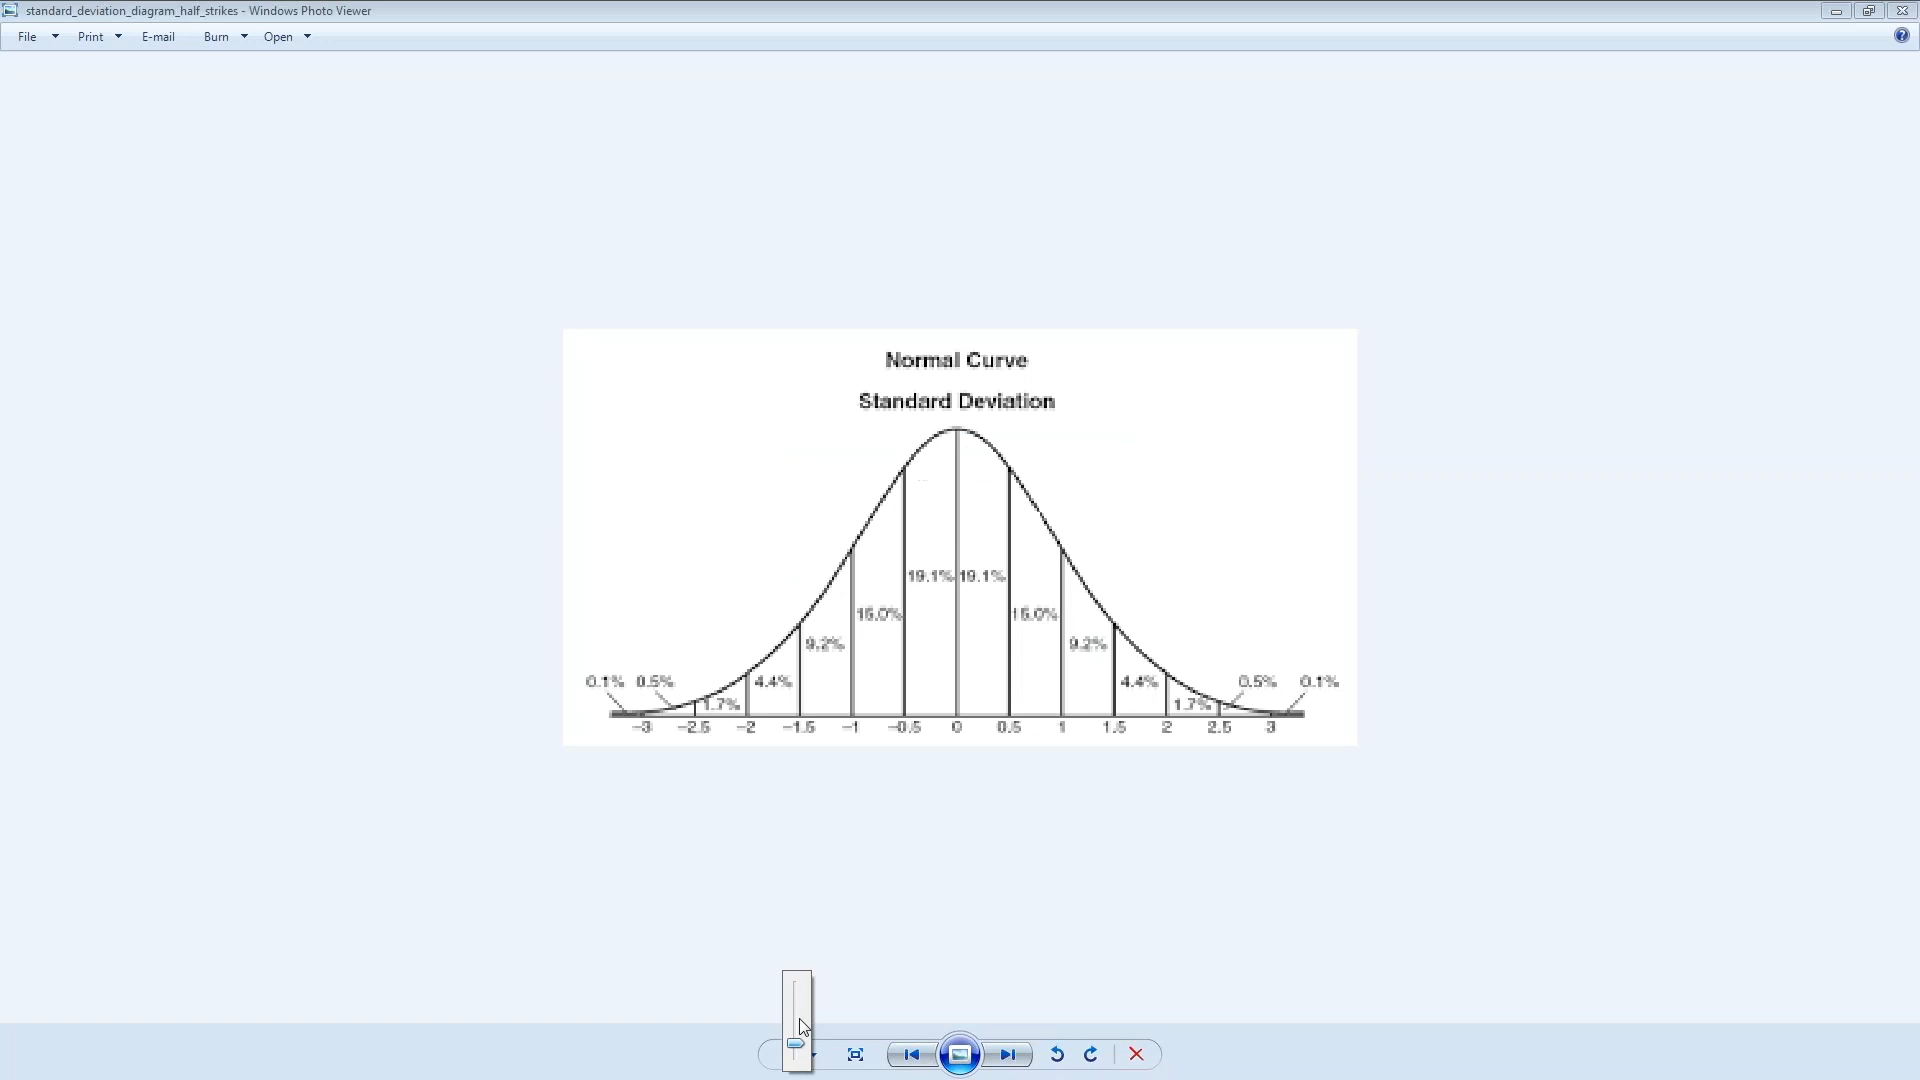 standard_deviation_diagram_half_strikes - Windows Photo Viewer
File Print E-mail Burn Open
Normal Curve
Standard Deviation
19.1% 19.1%
15.0% 15.0%
9.2% 9.2%
0.1% 0.5% 4.4% 4.4% 0.5% 0.1%
1.7% 1.7%
−3 −2.5 −2 −1.5 −1 −0.5 0 0.5 1 1.5 2 2.5 3